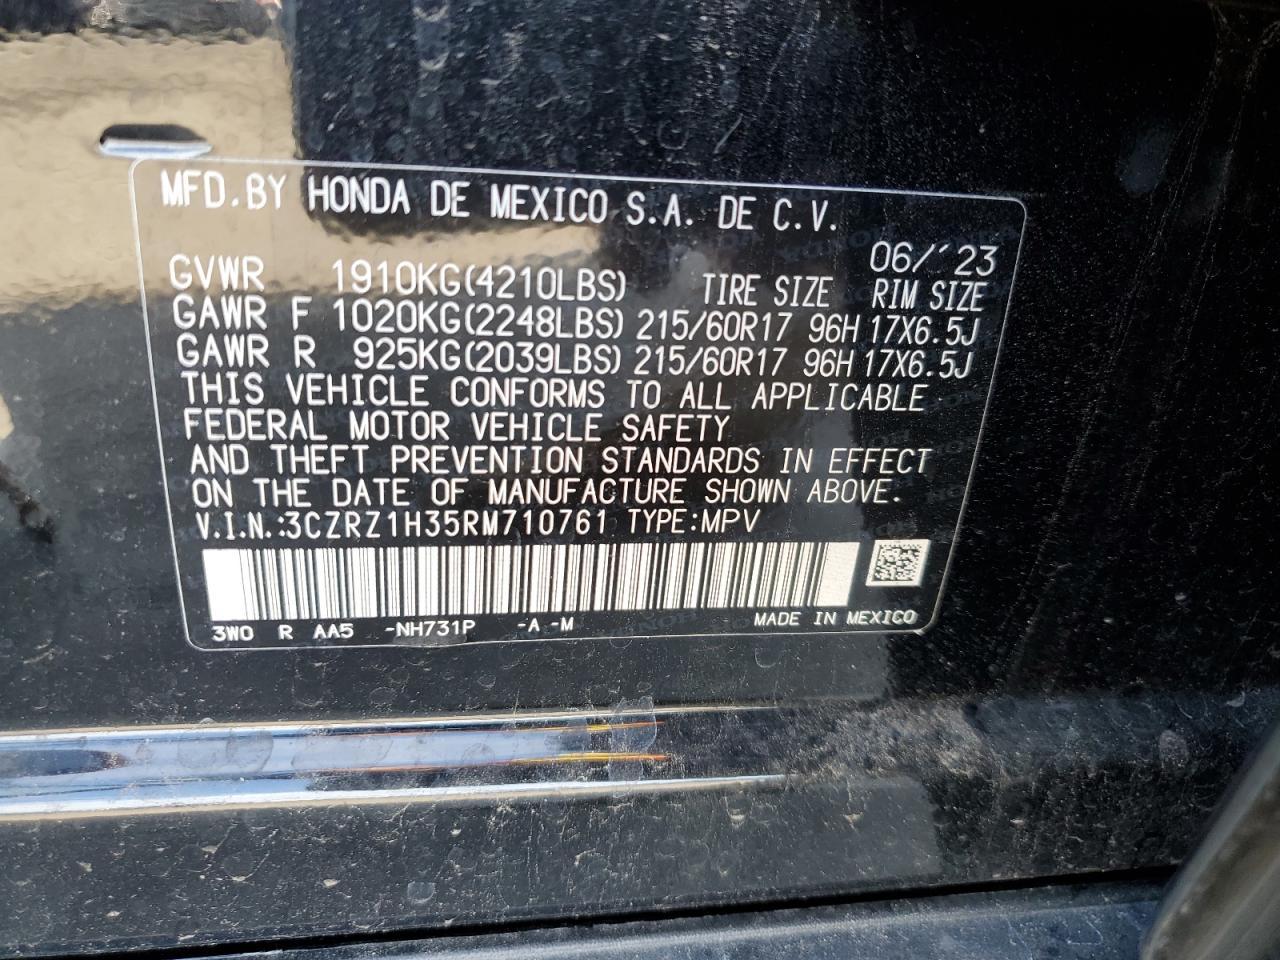 MFD.BY HONDA DE MEXICO S.A. DE C.V.
06/'23
GVWR 1910KG(4210LBS) TIRE SIZE RIM SIZE
GAWR F 1020KG(2248LBS) 215/60R17 96H 17X6.5J
GAWR R 925KG(2039LBS) 215/60R17 96H 17X6.5J
THIS VEHICLE CONFORMS TO ALL APPLICABLE
FEDERAL MOTOR VEHICLE SAFETY
AND THEFT PREVENTION STANDARDS IN EFFECT
ON THE DATE OF MANUFACTURE SHOWN ABOVE.
V.I.N.:3CZRZ1H35RM710761 TYPE:MPV
3W0 R AA5 -NH731P -A -M MADE IN MEXICO